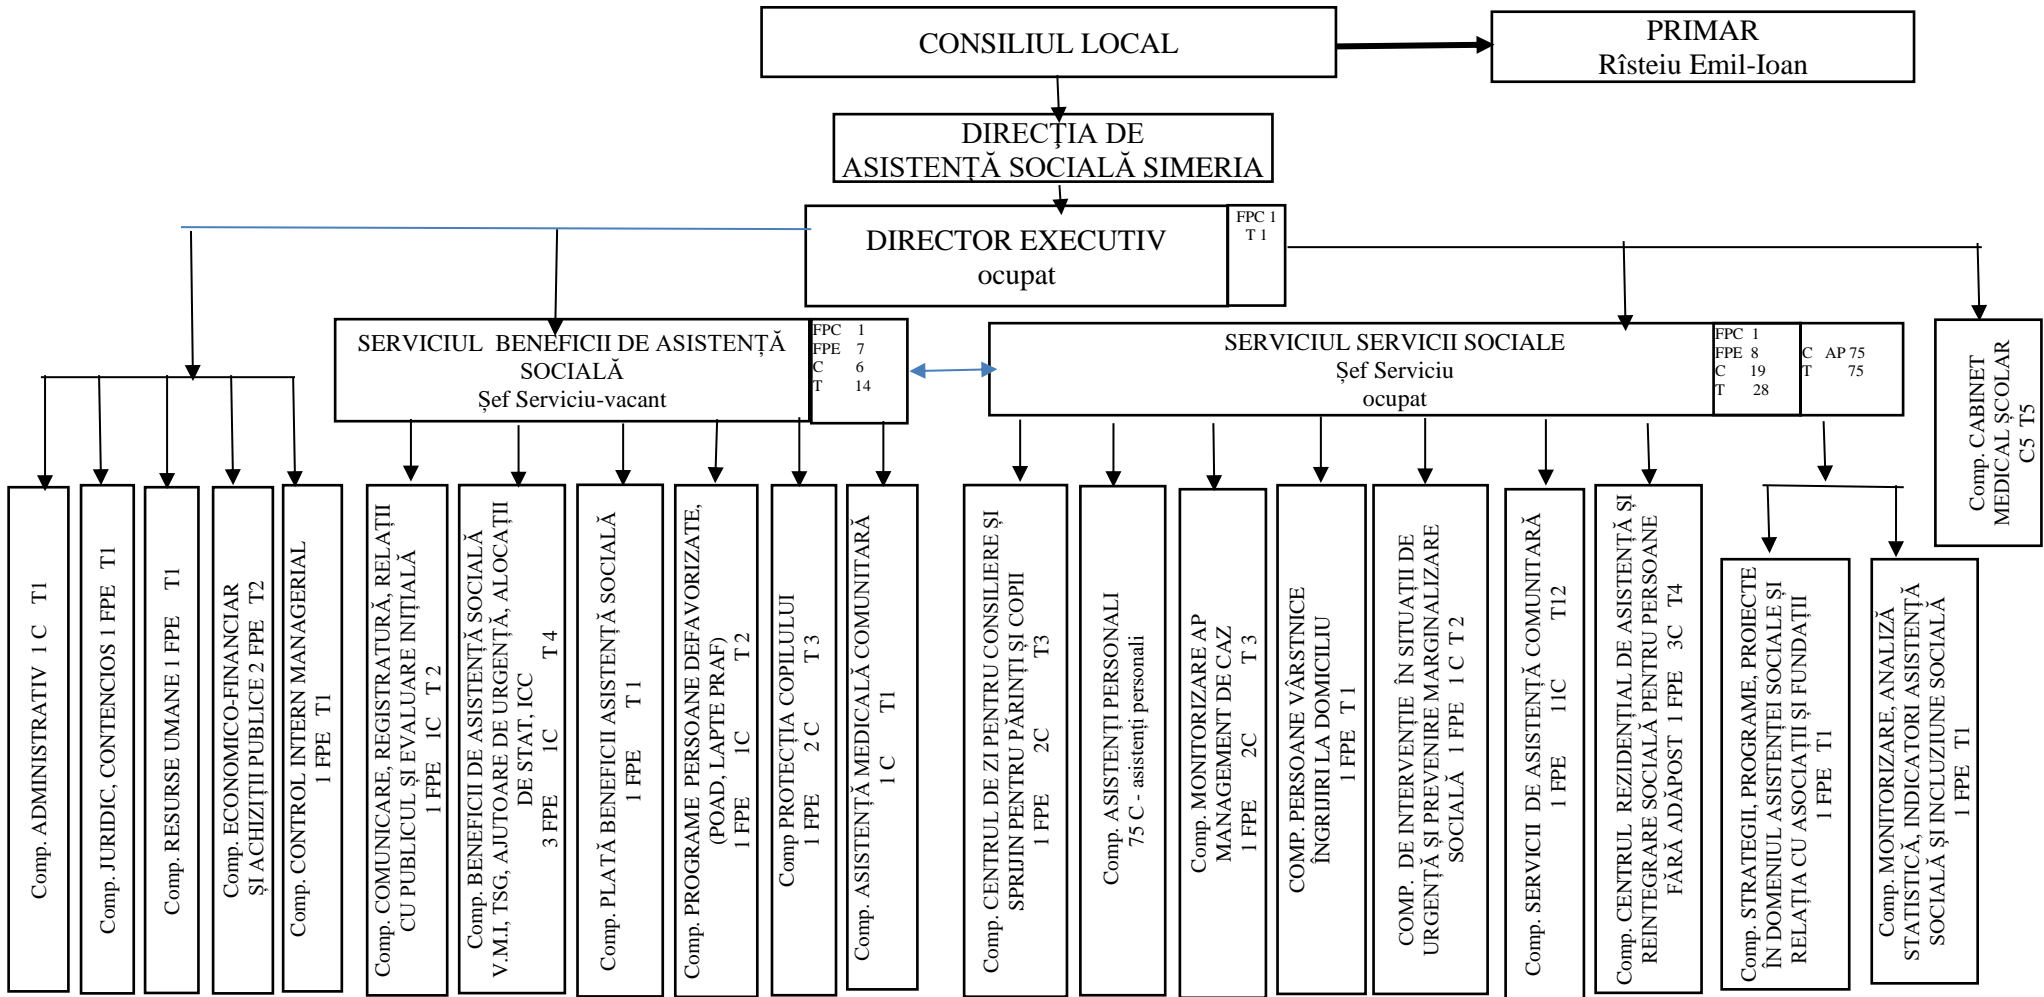 CONSILIUL LOCAL
PRIMAR
Rîsteiu Emil-Ioan
DIRECŢIA DE
ASISTENȚĂ SOCIALĂ SIMERIA
DIRECTOR EXECUTIV
ocupat
FPC 1
T 1
SERVICIUL BENEFICII DE ASISTENȚĂ
SOCIALĂ
Șef Serviciu-vacant
FPC 1
FPE 7
C 6
T 14
SERVICIUL SERVICII SOCIALE
Șef Serviciu
ocupat
FPC 1
FPE 8
C 19
T 28
C AP 75
T 75
Comp. CABINET
MEDICAL ȘCOLAR
C5 T5
Comp. ADMINISTRATIV 1 C T1
Comp. JURIDIC, CONTENCIOS 1 FPE T1
Comp. RESURSE UMANE 1 FPE T1
Comp. ECONOMICO-FINANCIAR
ȘI ACHIZIȚII PUBLICE 2 FPE T2
Comp. CONTROL INTERN MANAGERIAL
1 FPE T1
Comp. COMUNICARE, REGISTRATURĂ, RELAȚII
CU PUBLICUL ȘI EVALUARE INIȚIALĂ
1 FPE 1C T 2
Comp. BENEFICII DE ASISTENȚĂ SOCIALĂ
V.M.I, TSG, AJUTOARE DE URGENȚĂ, ALOCAȚII
DE STAT, ICC
3 FPE 1C T 4
Comp. PLATĂ BENEFICII ASISTENȚĂ SOCIALĂ
1 FPE T 1
Comp. PROGRAME PERSOANE DEFAVORIZATE,
(POAD, LAPTE PRAF)
1 FPE 1C T 2
Comp PROTECȚIA COPILULUI
1 FPE 2 C T 3
Comp. ASISTENȚĂ MEDICALĂ COMUNITARĂ
1 C T1
Comp. CENTRUL DE ZI PENTRU CONSILIERE ȘI
SPRIJIN PENTRU PĂRINȚI ȘI COPII
1 FPE 2C T3
Comp. ASISTENȚI PERSONALI
75 C - asistenți personali
Comp. MONITORIZARE AP
MANAGEMENT DE CAZ
1 FPE 2C T 3
COMP. PERSOANE VÂRSTNICE
ÎNGRIJIRI LA DOMICILIU
1 FPE T 1
COMP. DE INTERVENȚIE ÎN SITUAȚII DE
URGENȚĂ ȘI PREVENIRE MARGINALIZARE
SOCIALĂ 1 FPE 1 C T 2
Comp. SERVICII DE ASISTENȚĂ COMUNITARĂ
1 FPE 11C T12
Comp. CENTRUL REZIDENȚIAL DE ASISTENȚĂ ȘI
REINTEGRARE SOCIALĂ PENTRU PERSOANE
FĂRĂ ADĂPOST 1 FPE 3C T4
Comp. STRATEGII, PROGRAME, PROIECTE
ÎN DOMENIUL ASISTENȚEI SOCIALE ȘI
RELAȚIA CU ASOCIAȚII ȘI FUNDAȚII
1 FPE T1
Comp. MONITORIZARE, ANALIZĂ
STATISTICĂ, INDICATORI ASISTENȚĂ
SOCIALĂ ȘI INCLUZIUNE SOCIALĂ
1 FPE T1